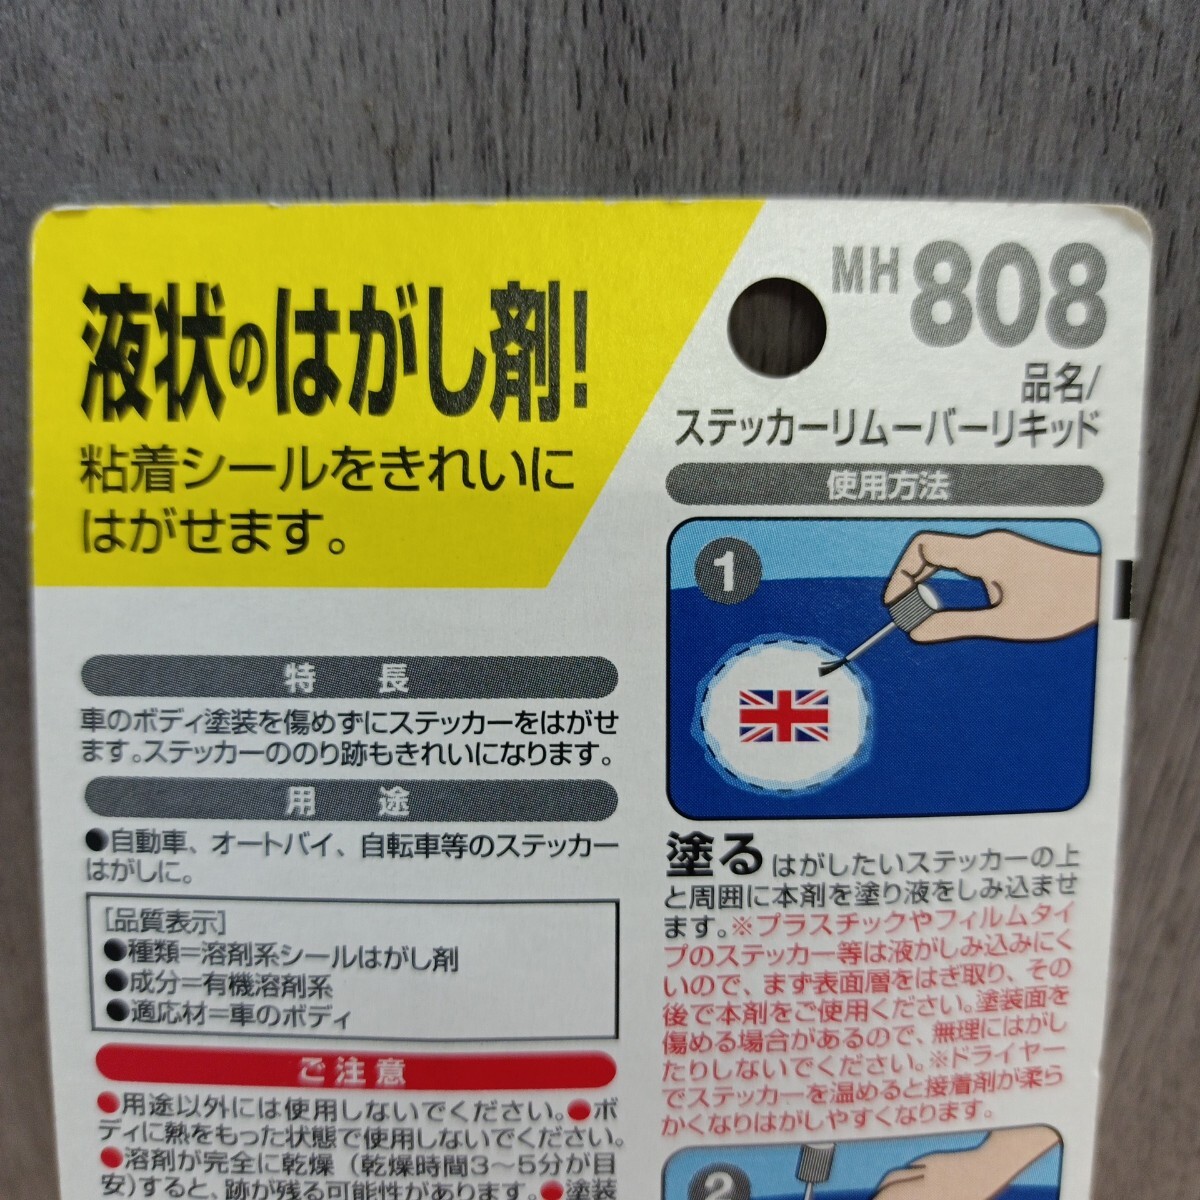 液状のはがし剤!
粘着シールをきれいに
はがせます。
特 長
車のボディ塗装を傷めずにステッカーをはがせ
ます。ステッカーののり跡もきれいになります。
用 途
●自動車、オートバイ、自転車等のステッカー
はがしに。
[品質表示]
●種類=溶剤系シールはがし剤
●成分=有機溶剤系
●適応材=車のボディ
ご注意
●用途以外には使用しないでください。●ボ
ディに熱をもった状態で使用しないでください。
●溶剤が完全に乾燥(乾燥時間3〜5分が目
安)すると、跡が残る可能性があります。●塗装
MH808
品名/
ステッカーリムーバーリキッド
使用方法
1
塗る はがしたいステッカーの上
と周囲に本剤を塗り液をしみ込ませ
ます。※プラスチックやフィルムタイ
プのステッカー等は液がしみ込みにく
いので、まず表面層をはぎ取り、その
後で本剤をご使用ください。塗装面を
傷める場合があるので、無理にはがし
たりしないでください。※ドライヤー
でステッカーを温めると接着剤が柔ら
かくなりはがしやすくなります。
2